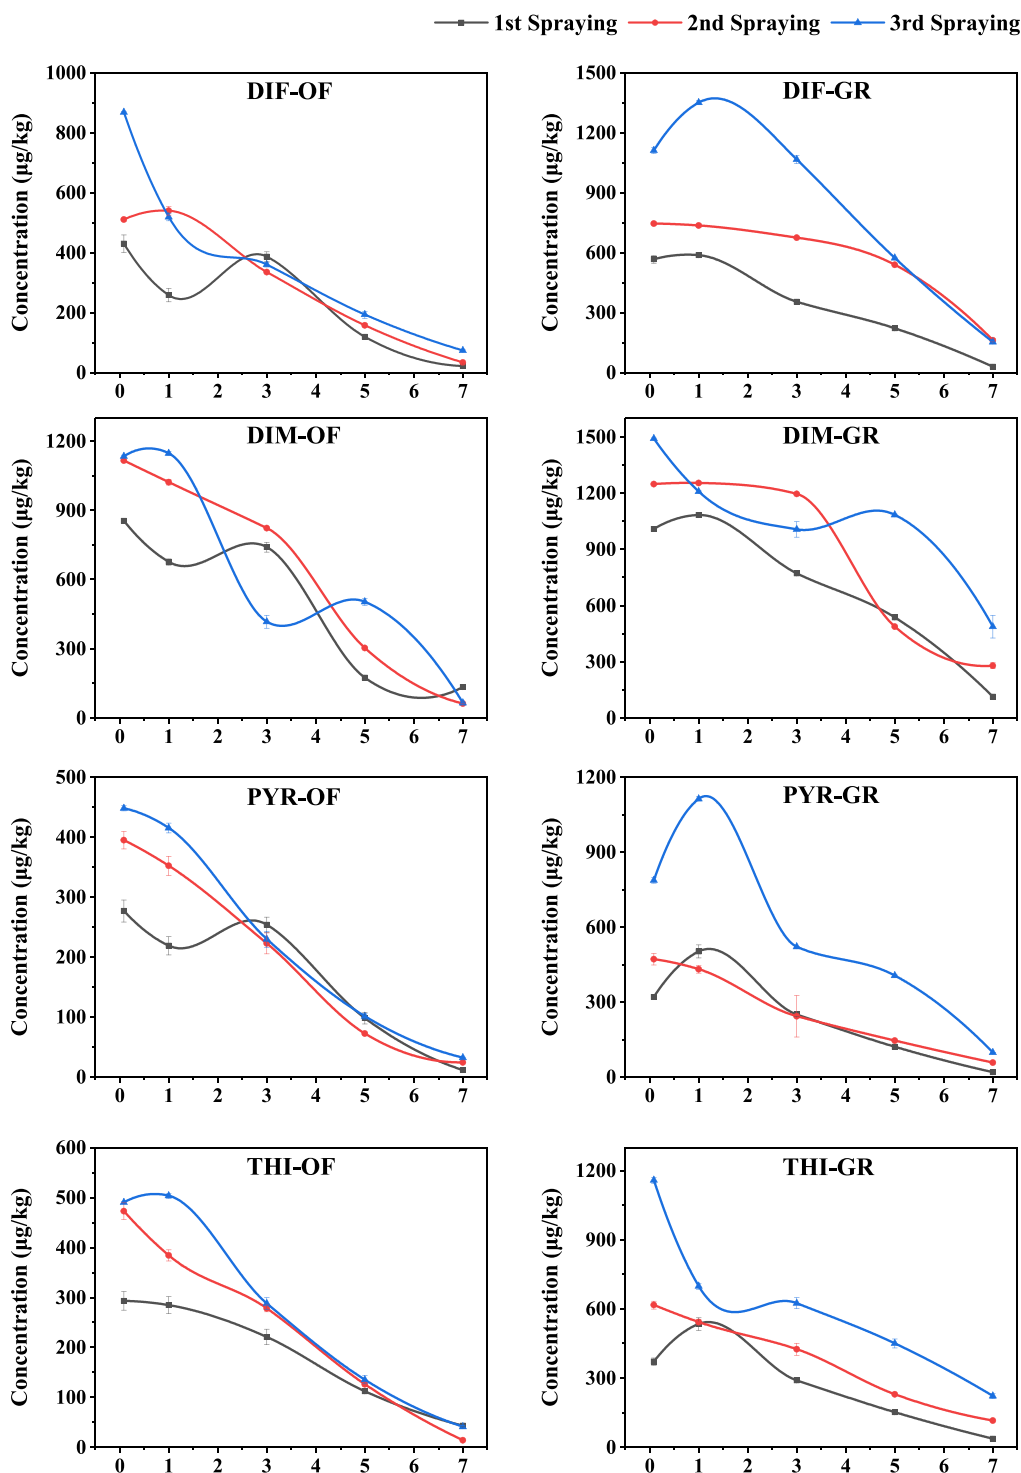 1st Spraying 2nd Spraying 3rd Spraying
DIF-OF
Concentration (µg/kg)
1000
800
600
400
200
0
0 1 2 3 4 5 6 7
DIF-GR
Concentration (µg/kg)
1500
1200
900
600
300
0
0 1 2 3 4 5 6 7
DIM-OF
Concentration (µg/kg)
1200
900
600
300
0
0 1 2 3 4 5 6 7
DIM-GR
Concentration (µg/kg)
1500
1200
900
600
300
0
0 1 2 3 4 5 6 7
PYR-OF
Concentration (µg/kg)
500
400
300
200
100
0
0 1 2 3 4 5 6 7
PYR-GR
Concentration (µg/kg)
1200
900
600
300
0
0 1 2 3 4 5 6 7
THI-OF
Concentration (µg/kg)
600
500
400
300
200
100
0
0 1 2 3 4 5 6 7
THI-GR
Concentration (µg/kg)
1200
900
600
300
0
0 1 2 3 4 5 6 7